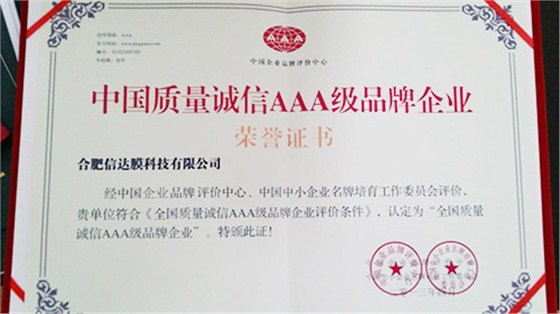 AAA
中国企业品牌评价中心
中国质量诚信AAA级品牌企业
荣誉证书
合肥信达膜科技有限公司
经中国企业品牌评价中心、中国中小企业名牌培育工作委员会评价，
贵单位符合《全国质量诚信AAA级品牌企业评价条件》，认定为“全国质量
诚信AAA级品牌企业”。特颁此证！